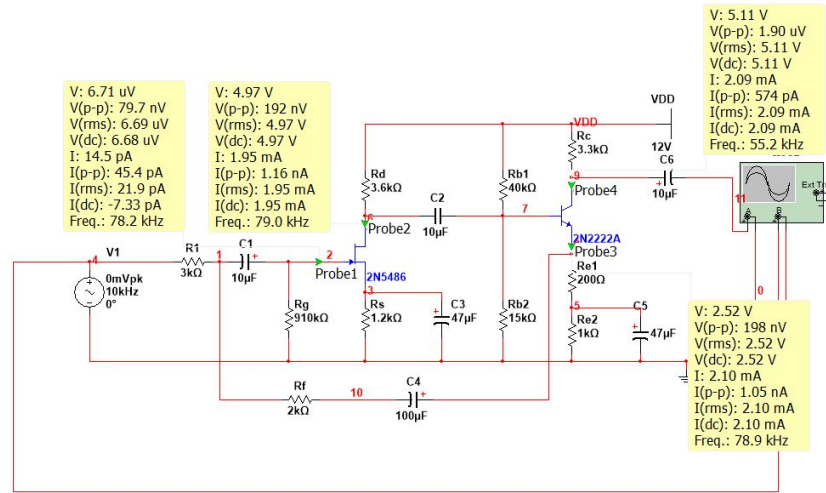 V: 5.11 V
V(p-p): 1.90 uV
V(rms): 5.11 V
V(dc): 5.11 V
I: 2.09 mA
I(p-p): 574 pA
I(rms): 2.09 mA
I(dc): 2.09 mA
Freq.: 55.2 kHz
V: 6.71 uV
V(p-p): 79.7 nV
V(rms): 6.69 uV
V(dc): 6.68 uV
I: 14.5 pA
I(p-p): 45.4 pA
I(rms): 21.9 pA
I(dc): -7.33 pA
Freq.: 78.2 kHz
V: 4.97 V
V(p-p): 192 nV
V(rms): 4.97 V
V(dc): 4.97 V
I: 1.95 mA
I(p-p): 1.16 nA
I(rms): 1.95 mA
I(dc): 1.95 mA
Freq.: 79.0 kHz
VDD
VDD
12V
Rd
3.6kΩ
Rb1
40kΩ
Rc
3.3kΩ
9
Probe4
C6
10µF
11
Ext Tr
A
B
Probe2
C2
10µF
7
2N2222A
Probe3
4
V1
0mVpk
10kHz
0°
R1
3kΩ
1
C1
10µF
2
Probe1
2N5486
3
Rg
910kΩ
Rs
1.2kΩ
C3
47µF
Rb2
15kΩ
Re1
200Ω
5
Re2
1kΩ
C5
47µF
0
Rf
2kΩ
10
C4
100µF
V: 2.52 V
V(p-p): 198 nV
V(rms): 2.52 V
V(dc): 2.52 V
I: 2.10 mA
I(p-p): 1.05 nA
I(rms): 2.10 mA
I(dc): 2.10 mA
Freq.: 78.9 kHz